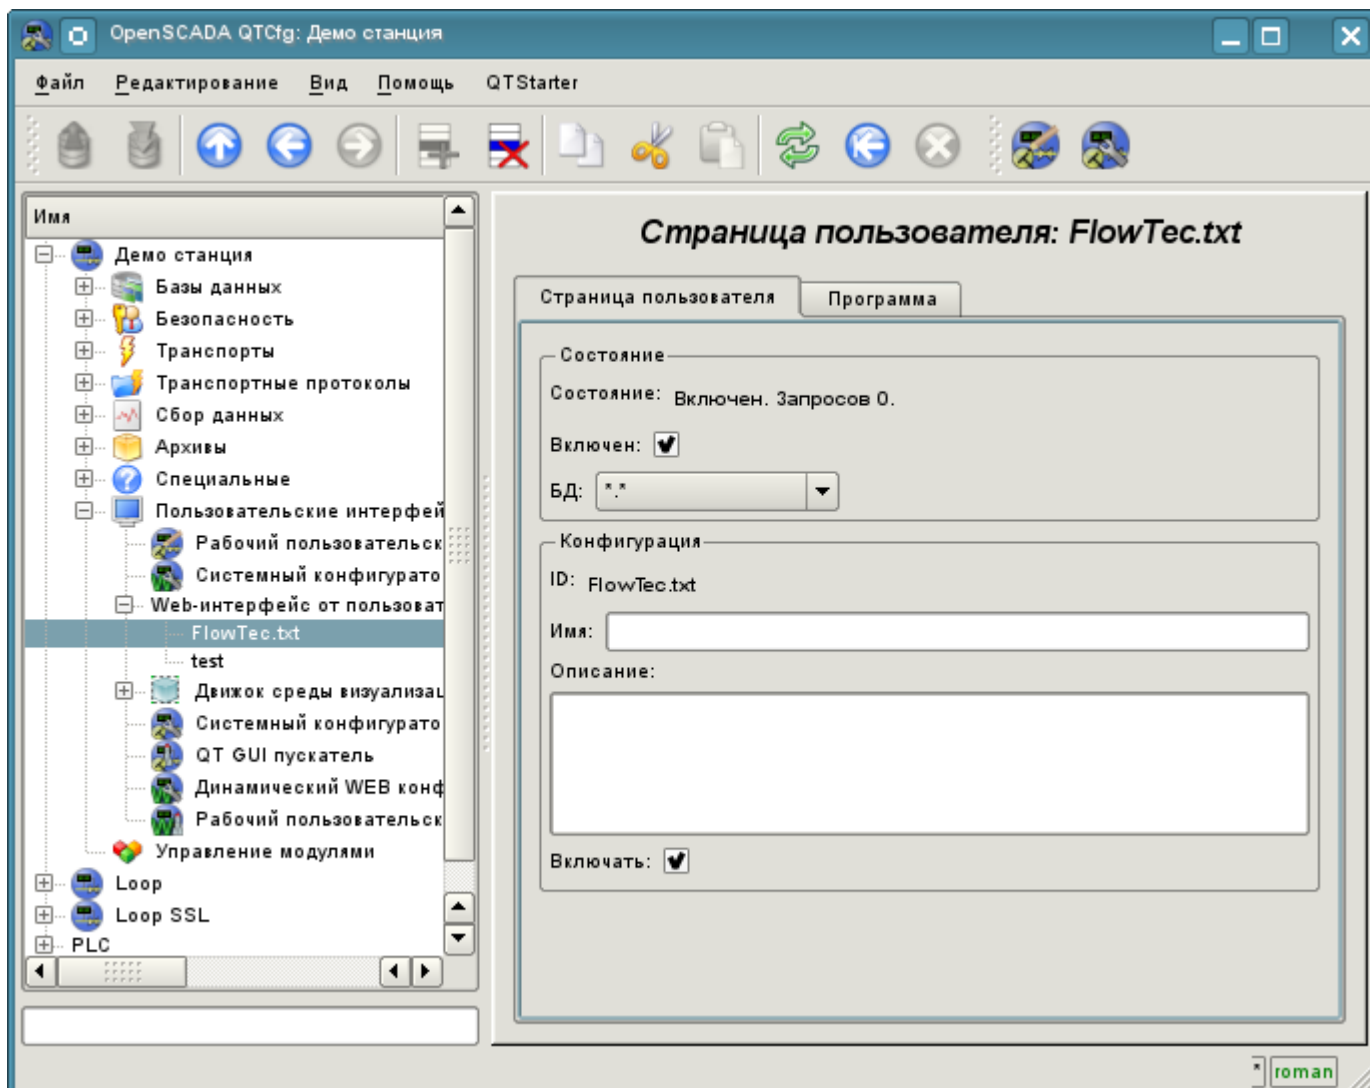 OpenSCADA QTCfg: Демо станция
Файл Редактирование Вид Помощь QTStarter
Имя
Демо станция
Базы данных
Безопасность
Транспорты
Транспортные протоколы
Сбор данных
Архивы
Специальные
Пользовательские интерфей
Рабочий пользовательск
Системный конфигурато
Web-интерфейс от пользоват
FlowTec.txt
test
Движок среды визуализац
Системный конфигурато
QT GUI пускатель
Динамический WEB конф
Рабочий пользовательск
Управление модулями
Loop
Loop SSL
PLC
Страница пользователя: FlowTec.txt
Страница пользователя Программа
Состояние
Состояние: Включен. Запросов 0.
Включен:
БД: *.*
Конфигурация
ID: FlowTec.txt
Имя:
Описание:
Включать:
* roman